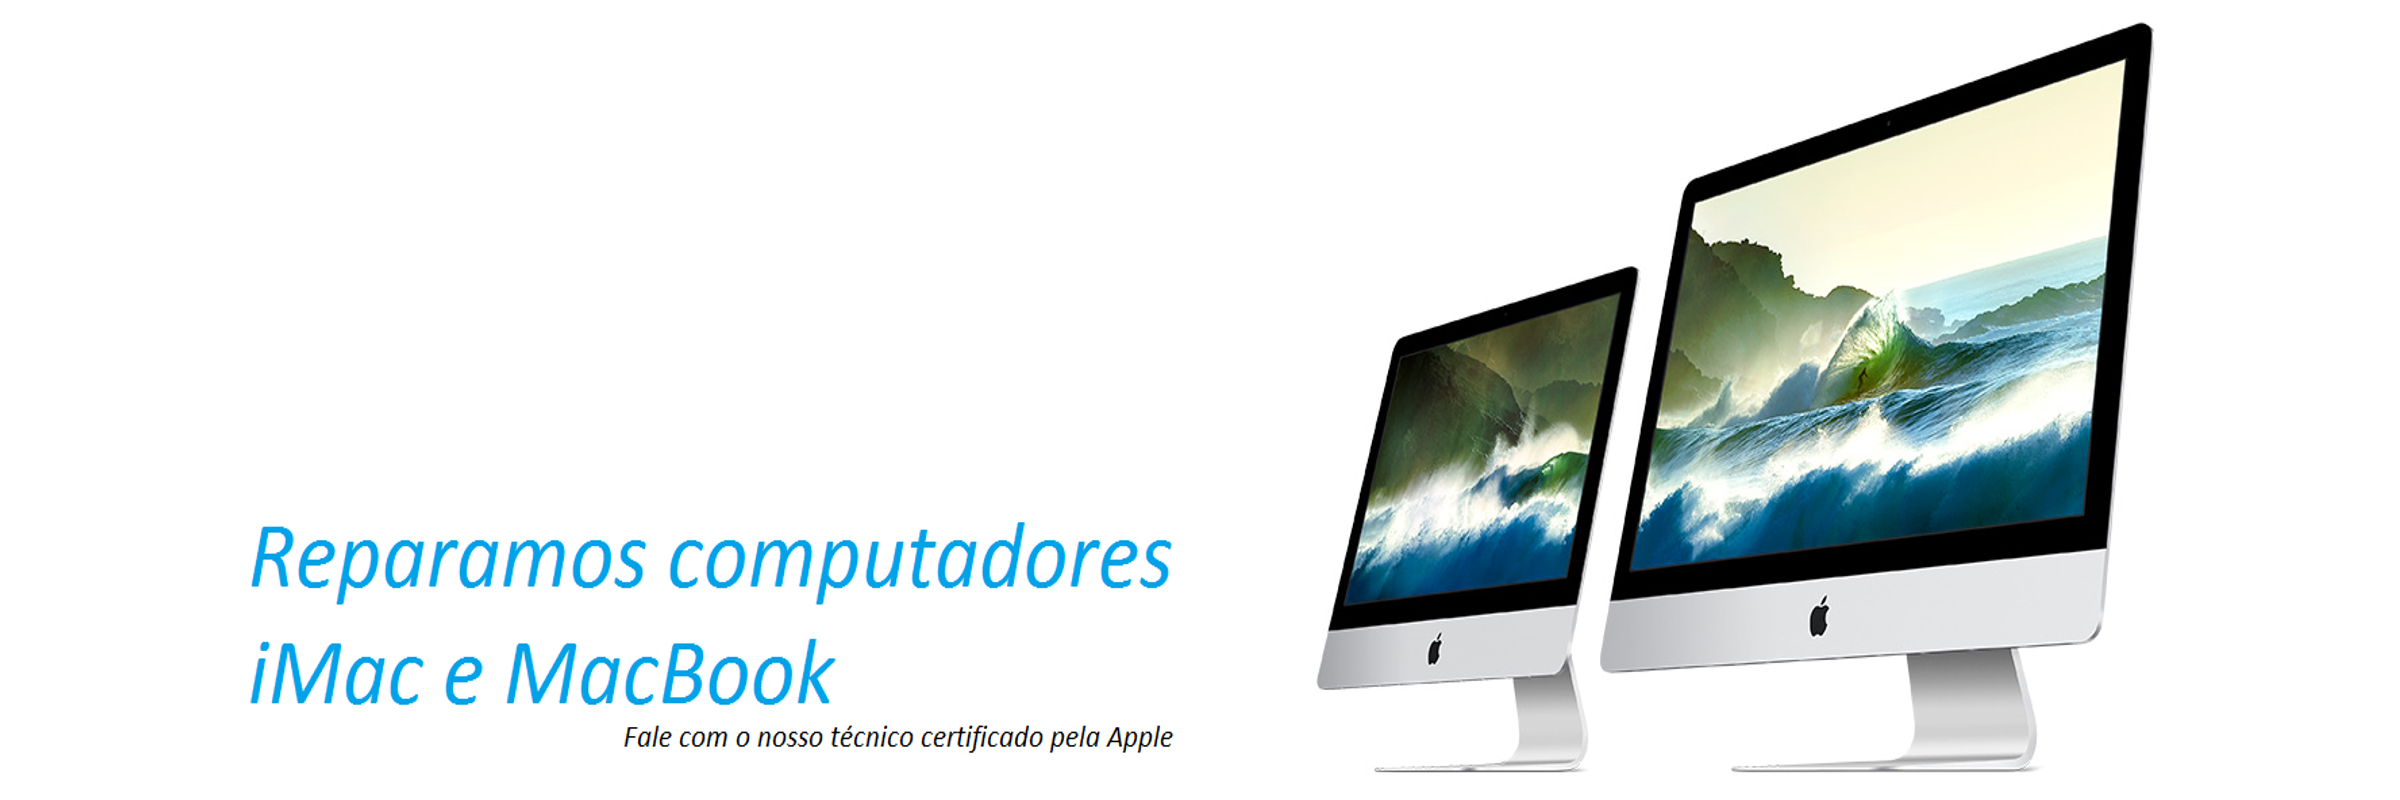 Reparamos computadores
iMac e MacBook
Fale com o nosso técnico certificado pela Apple